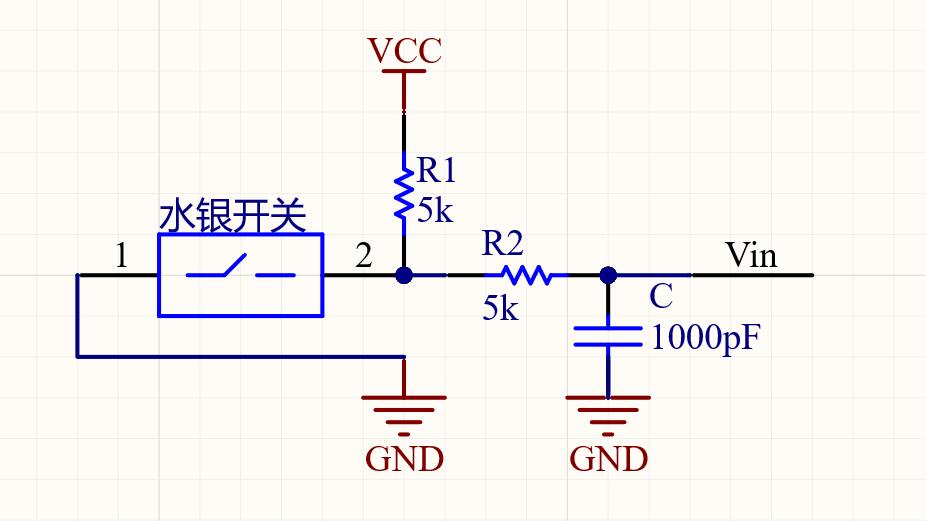 VCC
R1
5k
水银开关
1
2
R2
5k
Vin
C
1000pF
GND
GND